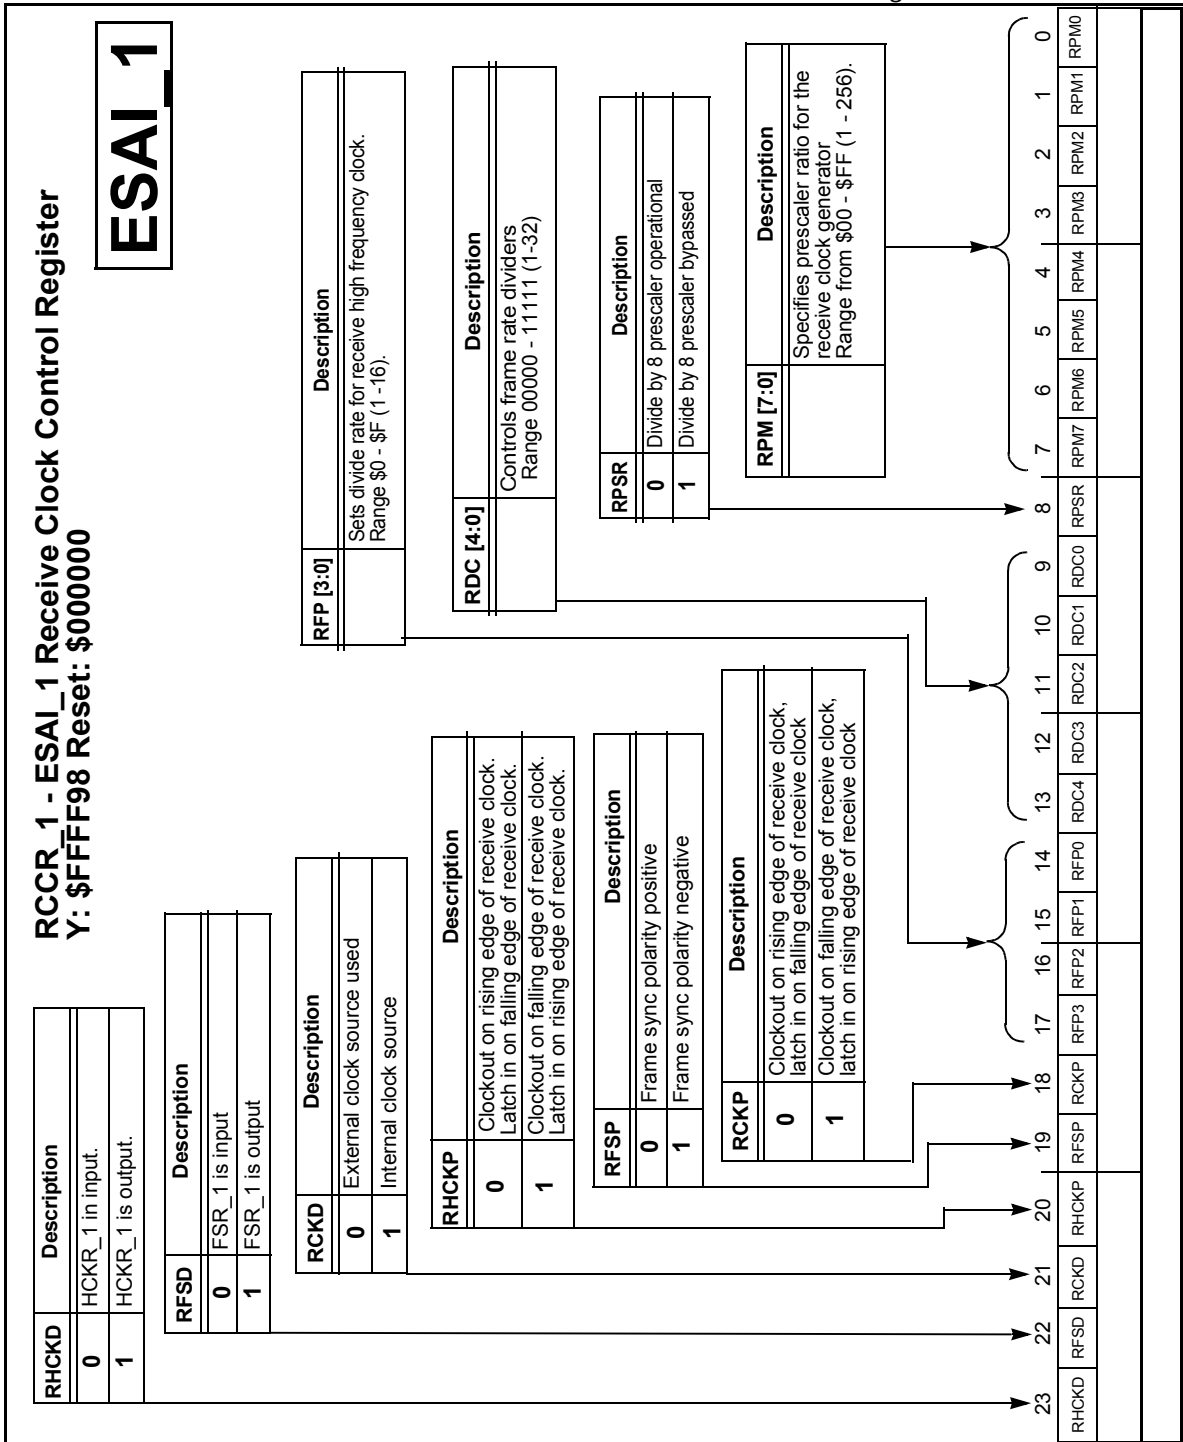 RCCR_1 - ESAI_1 Receive Clock Control Register
Y: $FFFF98 Reset: $000000
ESAI_1
RHCKD Description
0 HCKR_1 in input.
1 HCKR_1 is output.
RFSD Description
0 FSR_1 is input
1 FSR_1 is output
RCKD Description
0 External clock source used
1 Internal clock source
RHCKP Description
0 Clockout on rising edge of receive clock.
Latch in on falling edge of receive clock.
1 Clockout on falling edge of receive clock.
Latch in on rising edge of receive clock.
RFSP Description
0 Frame sync polarity positive
1 Frame sync polarity negative
RCKP Description
0 Clockout on rising edge of receive clock,
latch in on falling edge of receive clock
1 Clockout on falling edge of receive clock,
latch in on rising edge of receive clock
RFP [3:0] Description
Sets divide rate for receive high frequency clock.
Range $0 - $F (1 -16).
RDC [4:0] Description
Controls frame rate dividers
Range 00000 - 11111 (1-32)
RPSR Description
0 Divide by 8 prescaler operational
1 Divide by 8 prescaler bypassed
RPM [7:0] Description
Specifies prescaler ratio for the
receive clock generator
Range from $00 - $FF (1 - 256).
23 22 21 20 19 18 17 16 15 14 13 12 11 10 9 8 7 6 5 4 3 2 1 0
RHCKD RFSD RCKD RHCKP RFSP RCKP RFP3 RFP2 RFP1 RFP0 RDC4 RDC3 RDC2 RDC1 RDC0 RPSR RPM7 RPM6 RPM5 RPM4 RPM3 RPM2 RPM1 RPM0